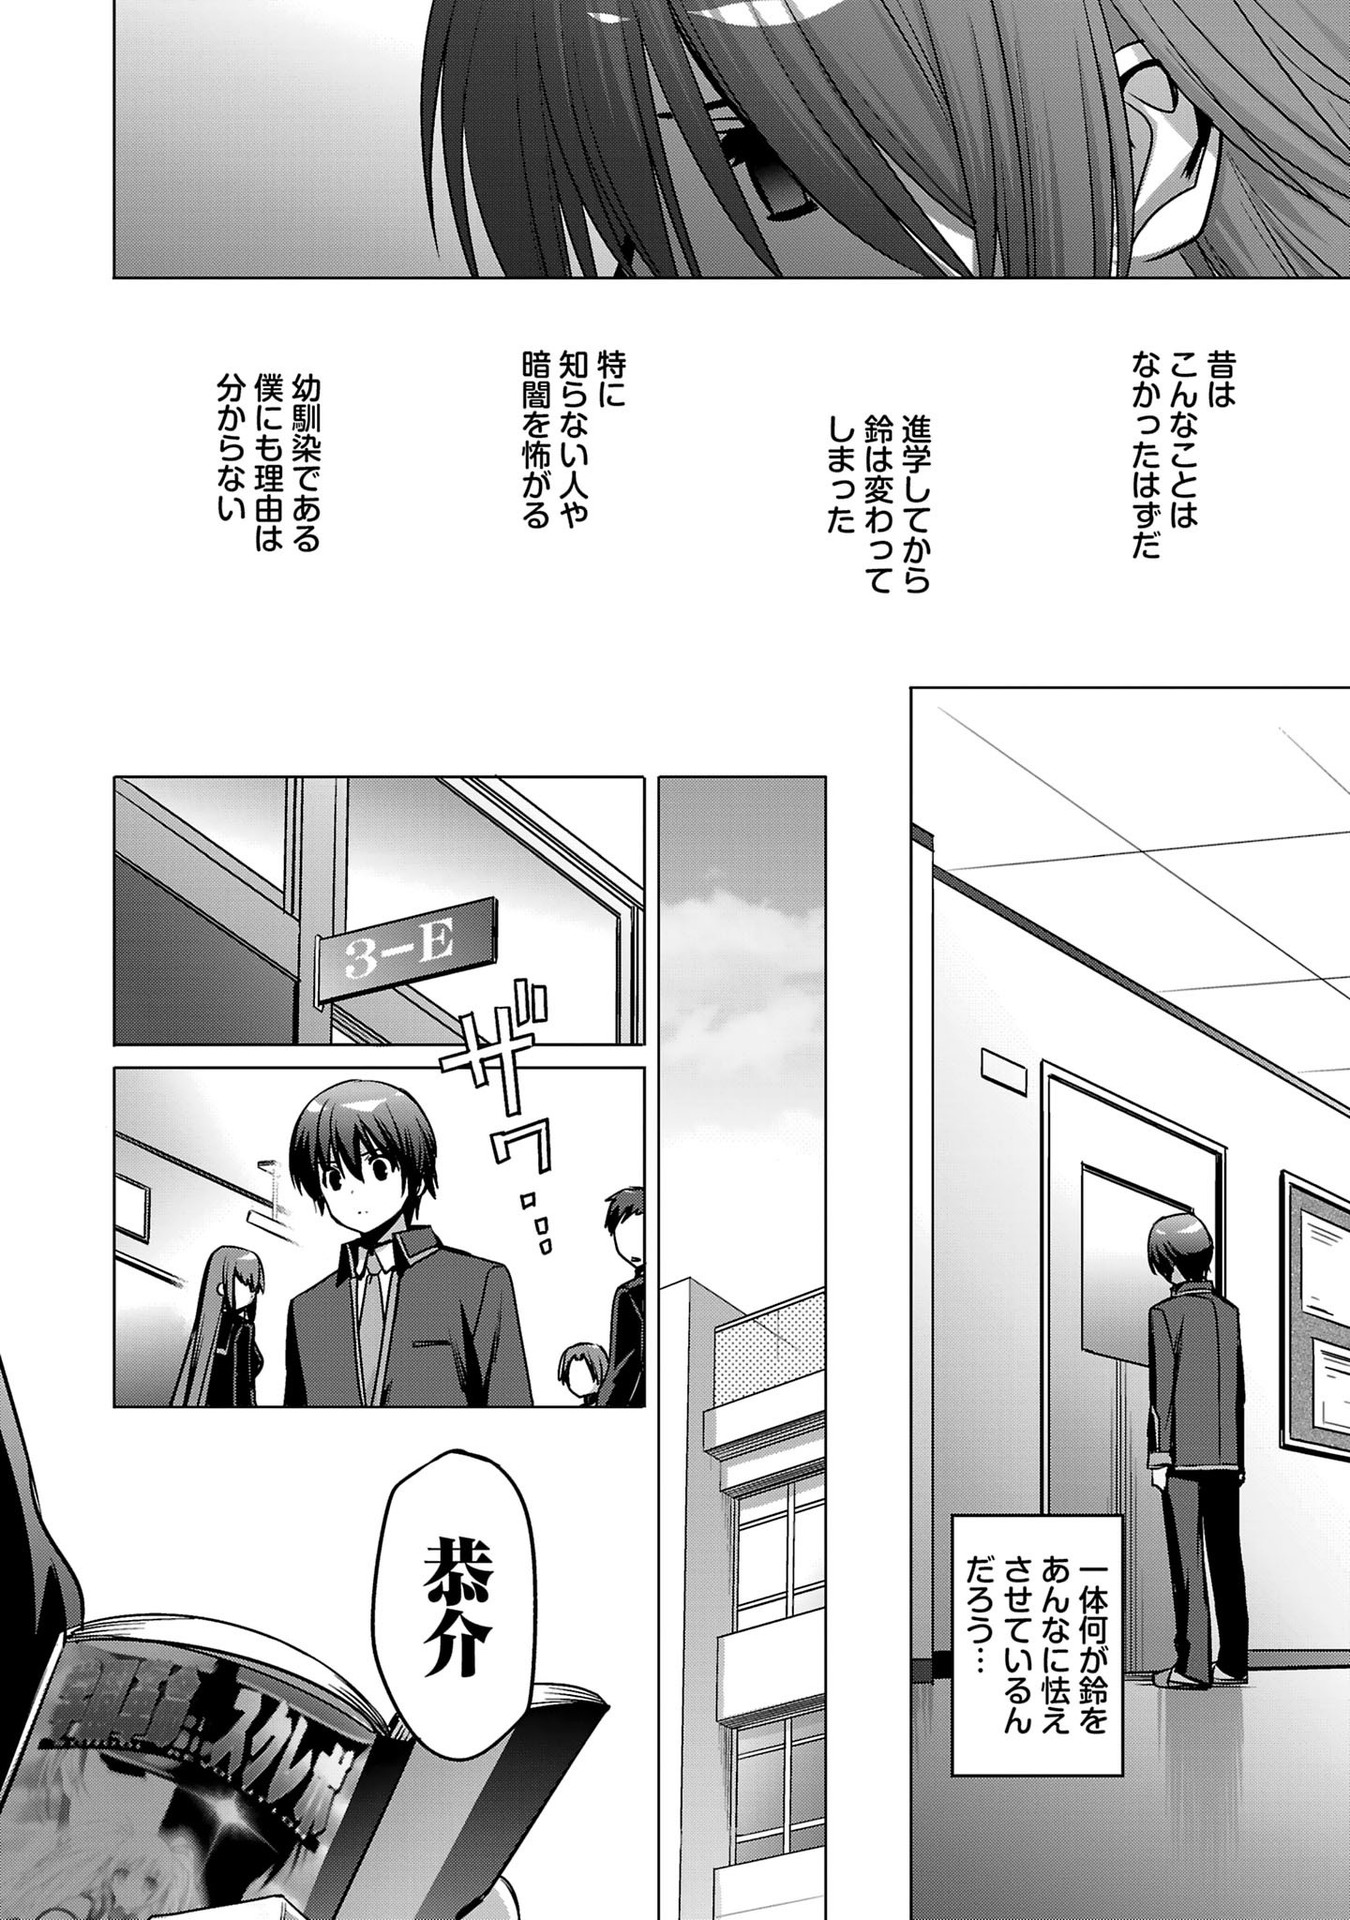 昔は
こんなことは
なかったはずだ
進学してから
鈴は変わって
しまった
特に
知らない人や
暗闇を怖がる
幼馴染である
僕にも理由は
分からない
一体何が鈴を
あんなに怯え
させているん
だろう…
3-E
ザワ…
恭介